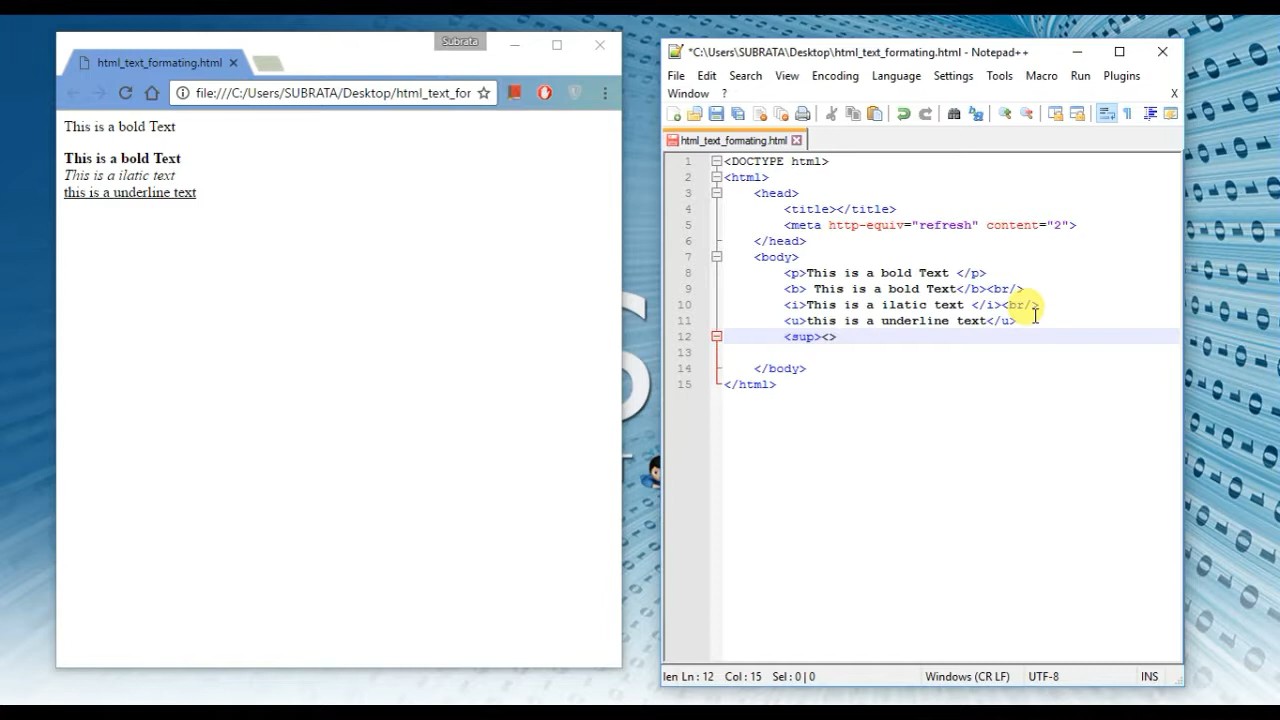 Subrata
html_text_formating.html
file:///C:/Users/SUBRATA/Desktop/html_text_for
This is a bold Text
This is a bold Text
This is a ilatic text
this is a underline text
*C:\Users\SUBRATA\Desktop\html_text_formating.html - Notepad++
File Edit Search View Encoding Language Settings Tools Macro Run Plugins
Window ? X
html_text_formating.html
1 <DOCTYPE html>
2 <html>
3 <head>
4 <title></title>
5 <meta http-equiv="refresh" content="2">
6 </head>
7 <body>
8 <p>This is a bold Text </p>
9 <b> This is a bold Text</b><br/>
10 <i>This is a ilatic text </i><br/>
11 <u>this is a underline text</u>
12 <sup><>
13
14 </body>
15 </html>
len Ln : 12 Col : 15 Sel : 0 | 0 Windows (CR LF) UTF-8 INS